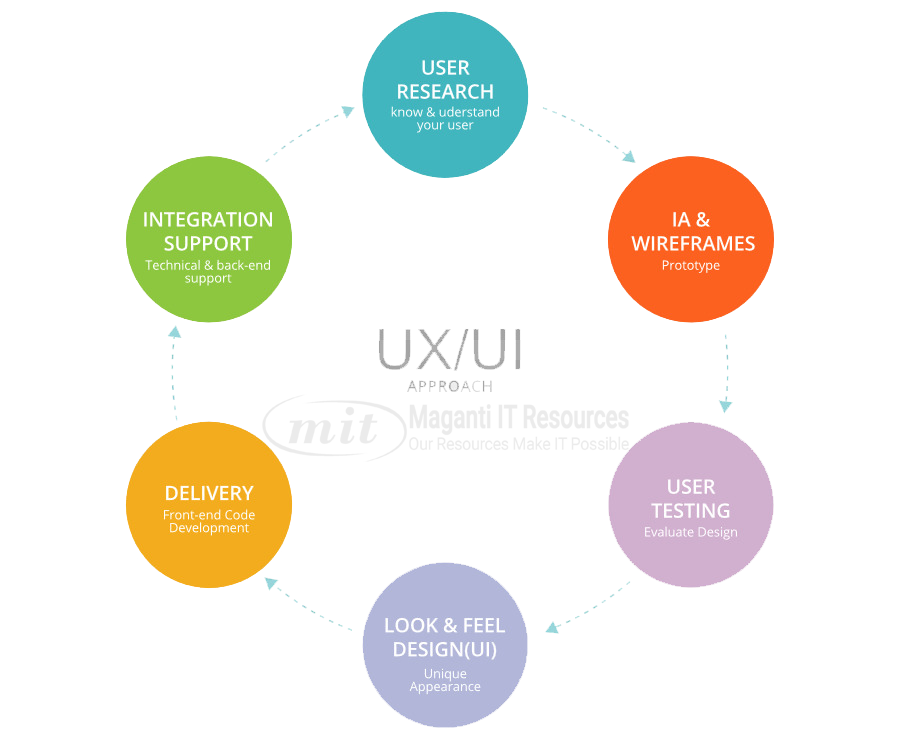 USER
RESEARCH
know & uderstand
your user
IA &
WIREFRAMES
Prototype
USER
TESTING
Evaluate Design
LOOK & FEEL
DESIGN(UI)
Unique
Appearance
DELIVERY
Front-end Code
Development
INTEGRATION
SUPPORT
Technical & back-end
support
UX/UI
APPROACH
mit
Maganti IT Resources
Our Resources Make IT Possible